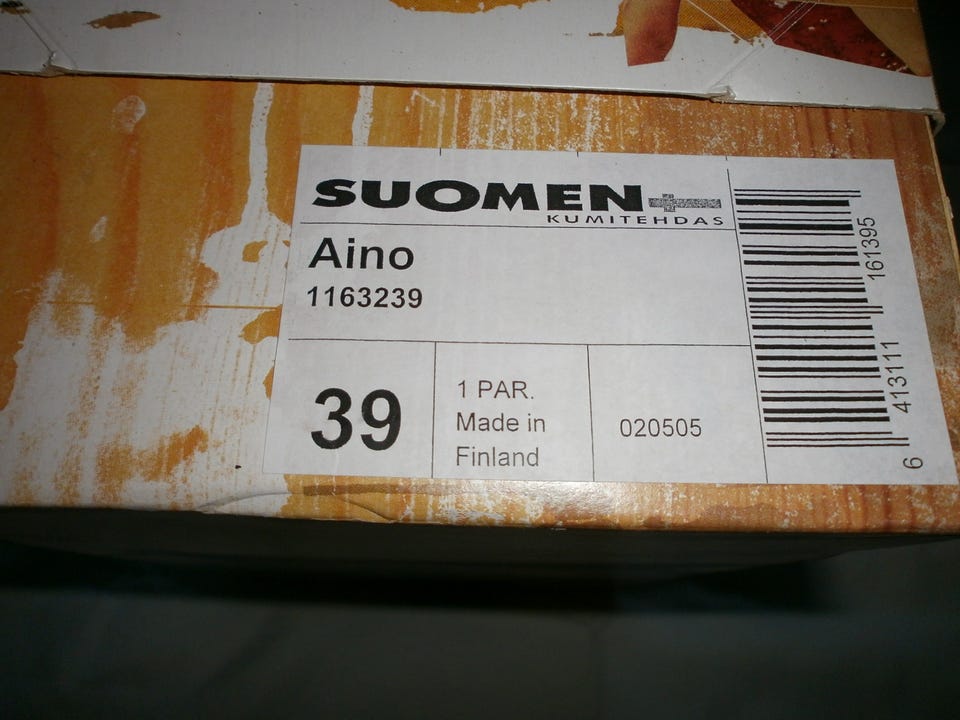 SUOMEN
KUMITEHDAS
Aino
1163239
39
1 PAR.
Made in
Finland
020505
6 413111 161395